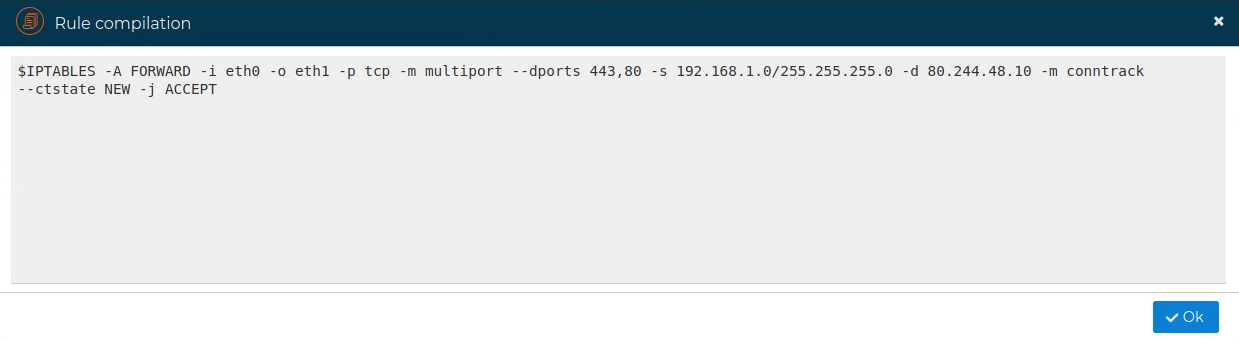 Rule compilation
$IPTABLES -A FORWARD -i eth0 -o eth1 -p tcp -m multiport --dports 443,80 -s 192.168.1.0/255.255.255.0 -d 80.244.48.10 -m conntrack
--ctstate NEW -j ACCEPT
Ok